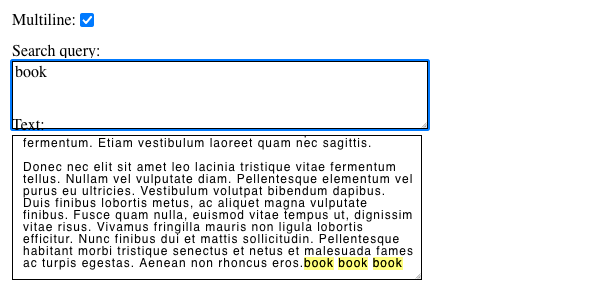 Multiline:
Search query:
book
Text:
fermentum. Etiam vestibulum laoreet quam nec sagittis.
Donec nec elit sit amet leo lacinia tristique vitae fermentum
tellus. Nullam vel vulputate diam. Pellentesque elementum vel
purus eu ultricies. Vestibulum volutpat bibendum dapibus.
Duis finibus lobortis metus, ac aliquet magna vulputate
finibus. Fusce quam nulla, euismod vitae tempus ut, dignissim
vitae risus. Vivamus fringilla mauris non ligula lobortis
efficitur. Nunc finibus dui et mattis sollicitudin. Pellentesque
habitant morbi tristique senectus et netus et malesuada fames
ac turpis egestas. Aenean non rhoncus eros.book book book